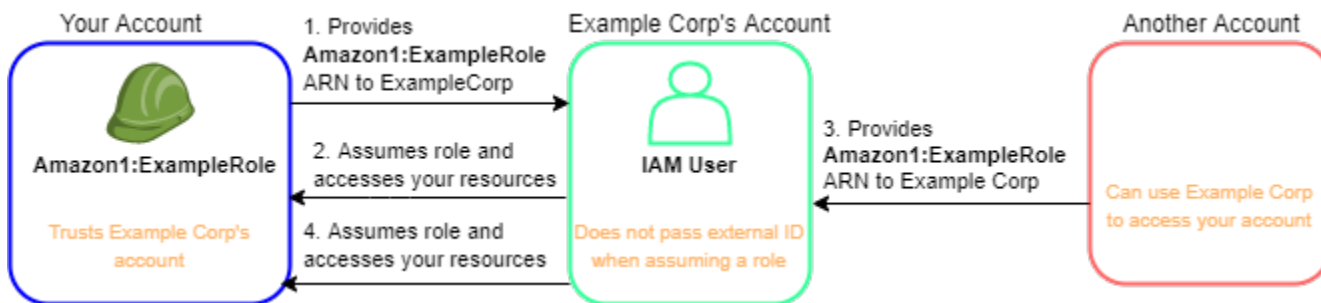 Your Account
1. Provides
Amazon1:ExampleRole
ARN to ExampleCorp
Example Corp's Account
Another Account
Amazon1:ExampleRole
2. Assumes role and
accesses your resources
IAM User
3. Provides
Amazon1:ExampleRole
ARN to Example Corp
Trusts Example Corp's
account
4. Assumes role and
accesses your resources
Does not pass external ID
when assuming a role
Can use Example Corp
to access your account